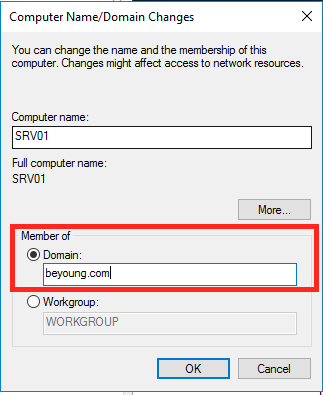 Computer Name/Domain Changes
You can change the name and the membership of this
computer. Changes might affect access to network resources.
Computer name:
SRV01
Full computer name:
SRV01
More...
Member of
Domain:
beyoung.com
Workgroup:
WORKGROUP
OK
Cancel